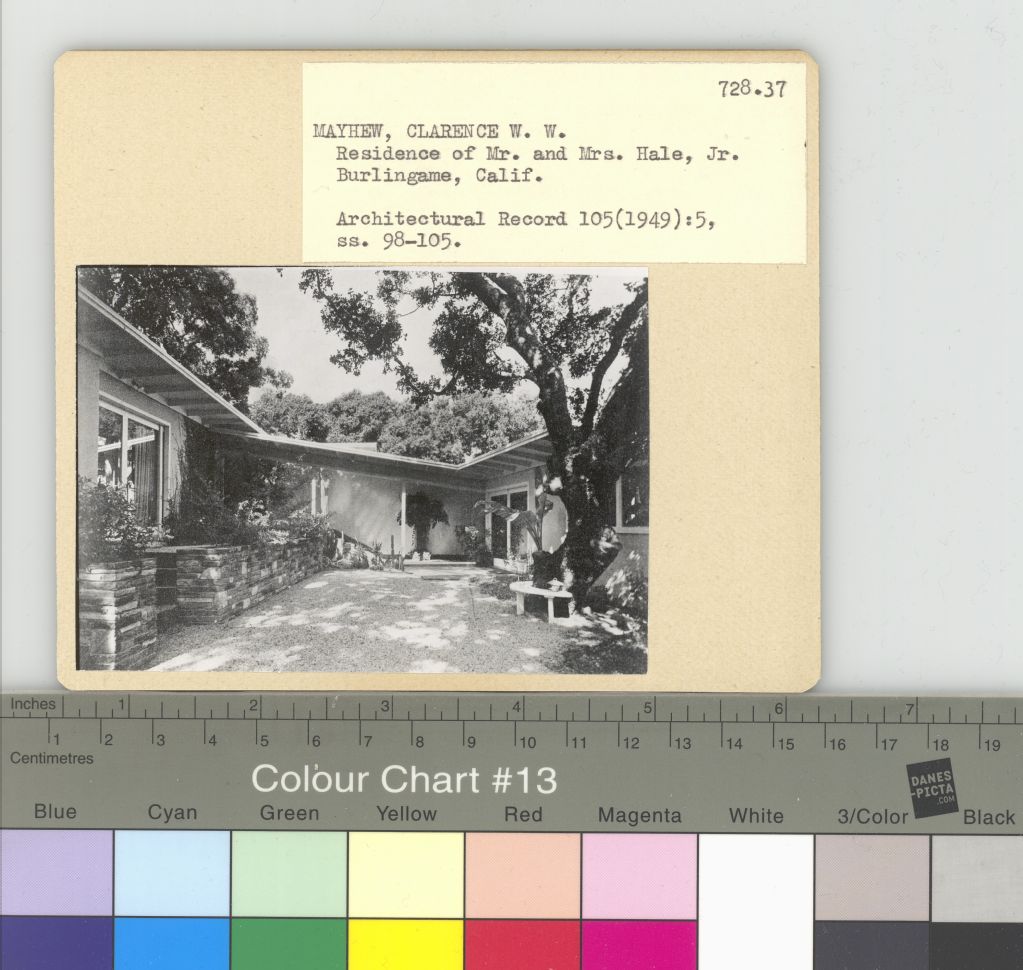 728.37
MAYHEW, CLARENCE W. W.
Residence of Mr. and Mrs. Hale, Jr.
Burlingame, Calif.
Architectural Record 105(1949):5,
ss. 98-105.
Inches 1 2 3 4 5 6 7
1 2 3 4 5 6 7 8 9 10 11 12 13 14 15 16 17 18 19
Centimetres
Colour Chart #13
DANES
-PICTA
.COM
Blue Cyan Green Yellow Red Magenta White 3/Color Black